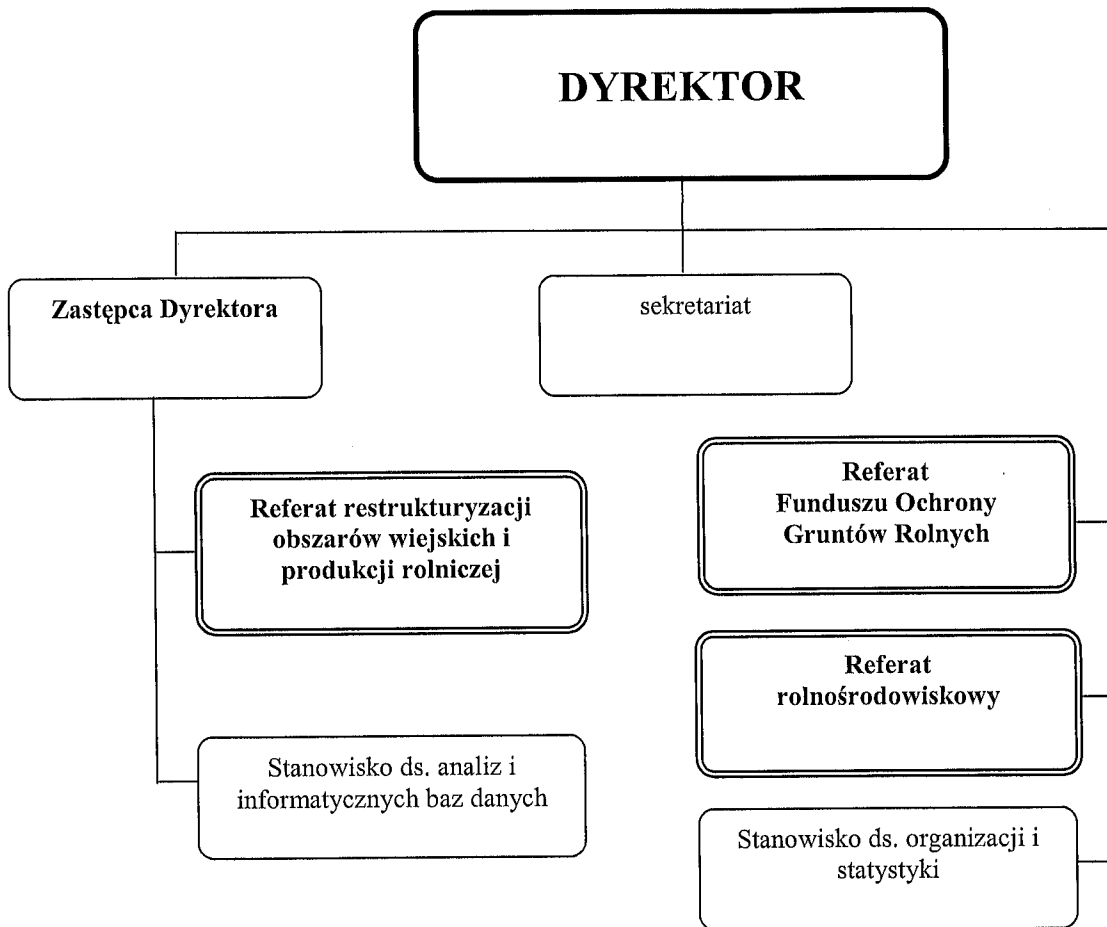 DYREKTOR
Zastępca Dyrektora
sekretariat
Referat restrukturyzacji
obszarów wiejskich i
produkcji rolniczej
Stanowisko ds. analiz i
informatycznych baz danych
Referat
Funduszu Ochrony
Gruntów Rolnych
Referat
rolnośrodowiskowy
Stanowisko ds. organizacji i
statystyki